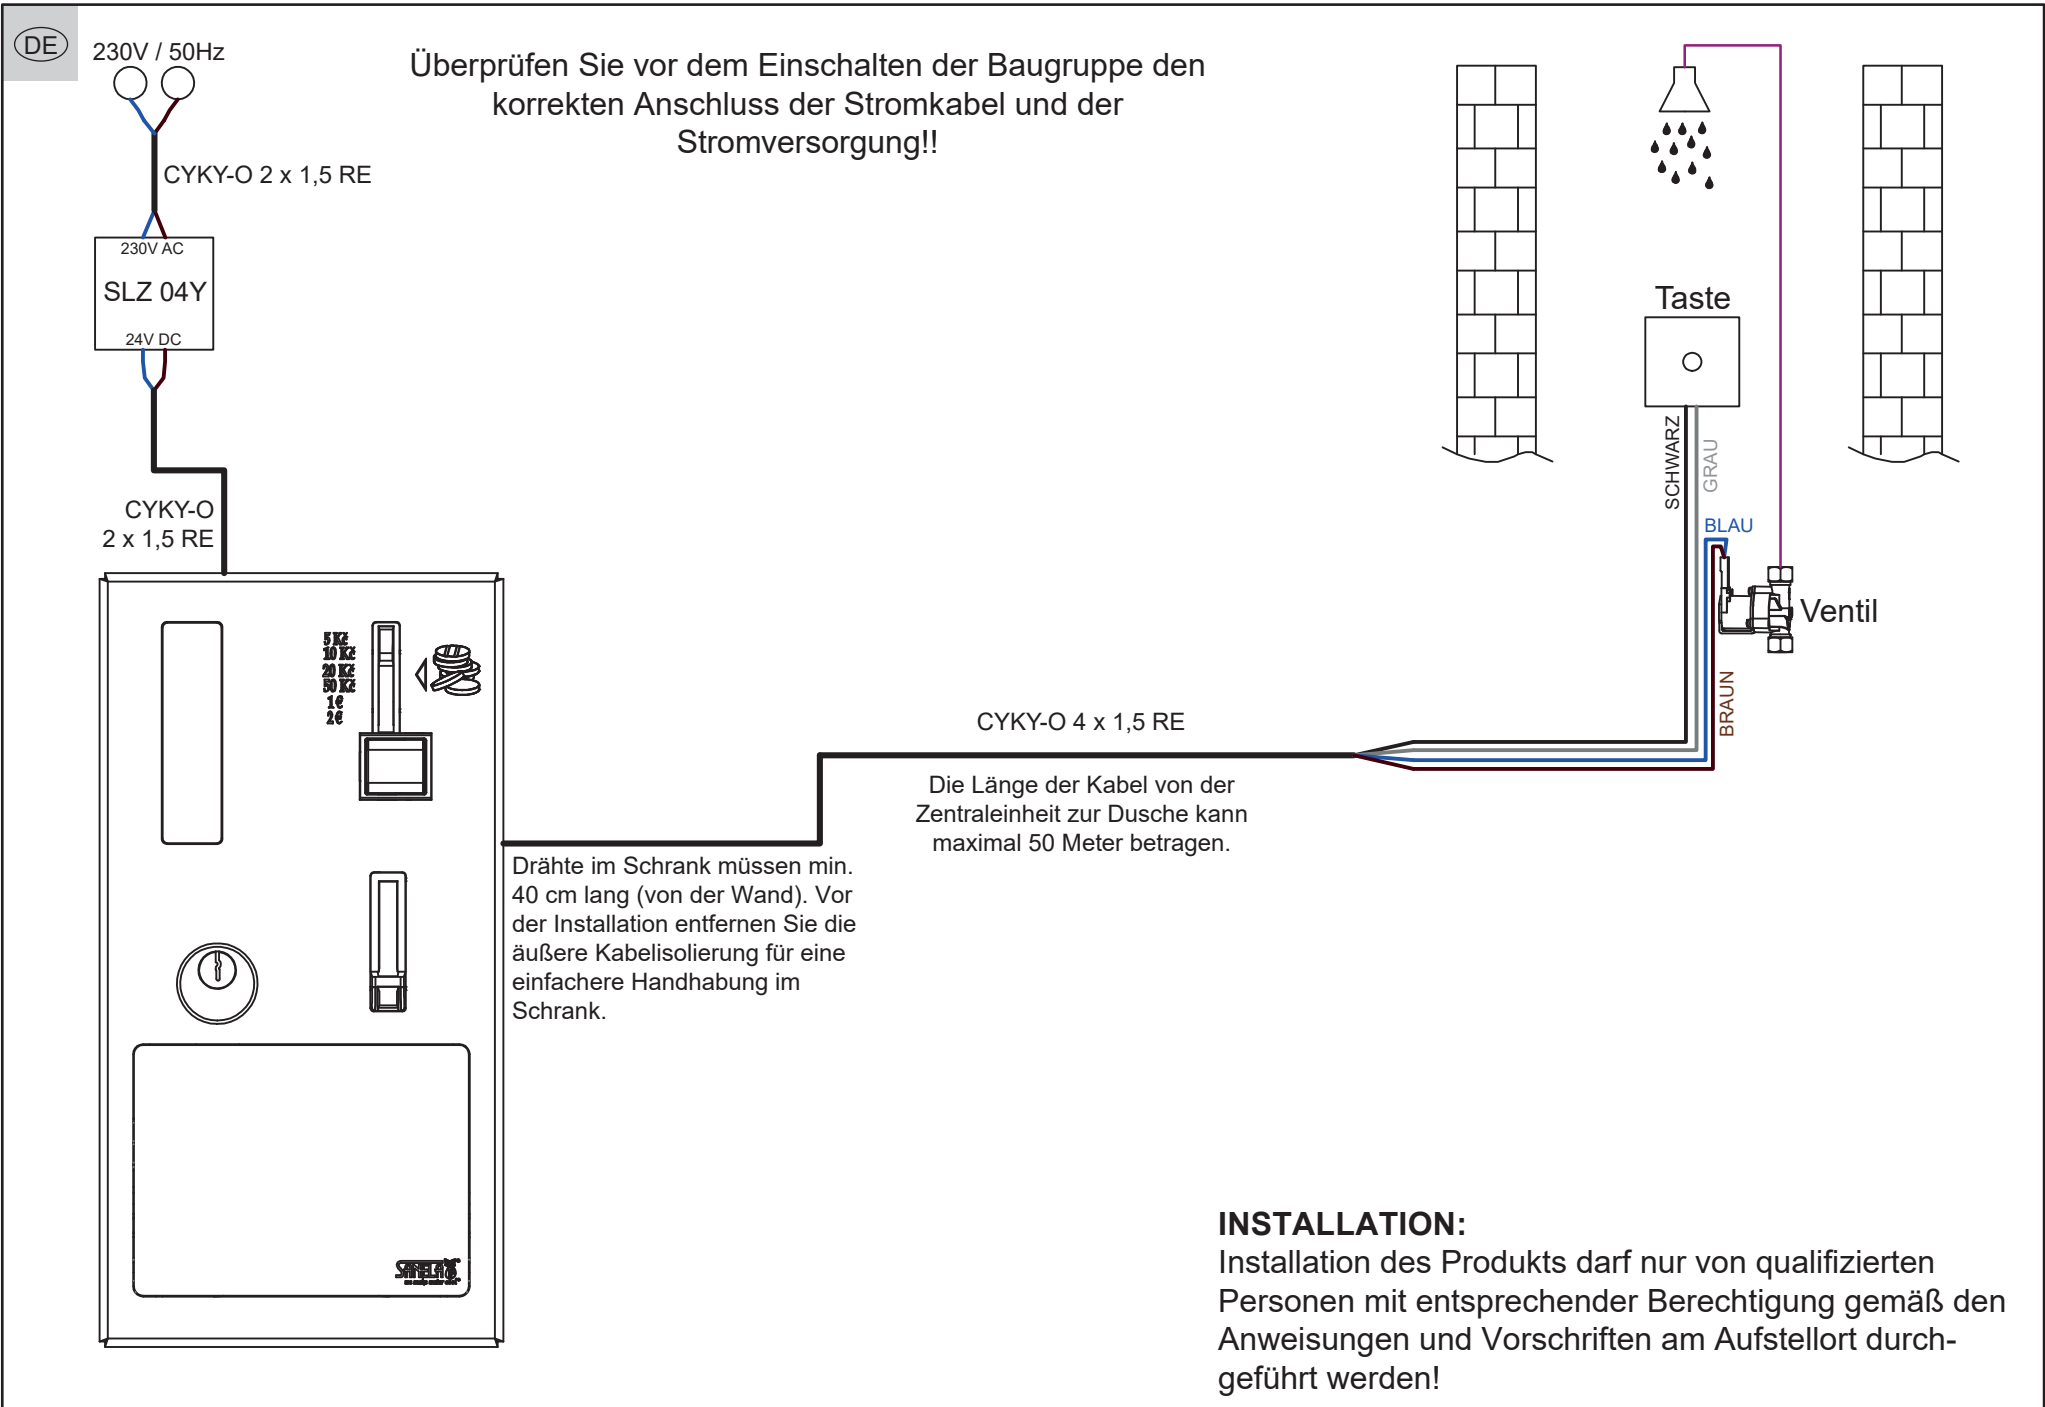 DE
230V / 50Hz
Überprüfen Sie vor dem Einschalten der Baugruppe den
korrekten Anschluss der Stromkabel und der
Stromversorgung!!
CYKY-O 2 x 1,5 RE
230V AC
SLZ 04Y
24V DC
CYKY-O
2 x 1,5 RE
5 Kč
10 Kč
20 Kč
50 Kč
1 €
2 €
SANELA
Drähte im Schrank müssen min.
40 cm lang (von der Wand). Vor
der Installation entfernen Sie die
äußere Kabelisolierung für eine
einfachere Handhabung im
Schrank.
CYKY-O 4 x 1,5 RE
Die Länge der Kabel von der
Zentraleinheit zur Dusche kann
maximal 50 Meter betragen.
Taste
SCHWARZ
GRAU
BLAU
BRAUN
Ventil
INSTALLATION:
Installation des Produkts darf nur von qualifizierten
Personen mit entsprechender Berechtigung gemäß den
Anweisungen und Vorschriften am Aufstellort durch-
geführt werden!